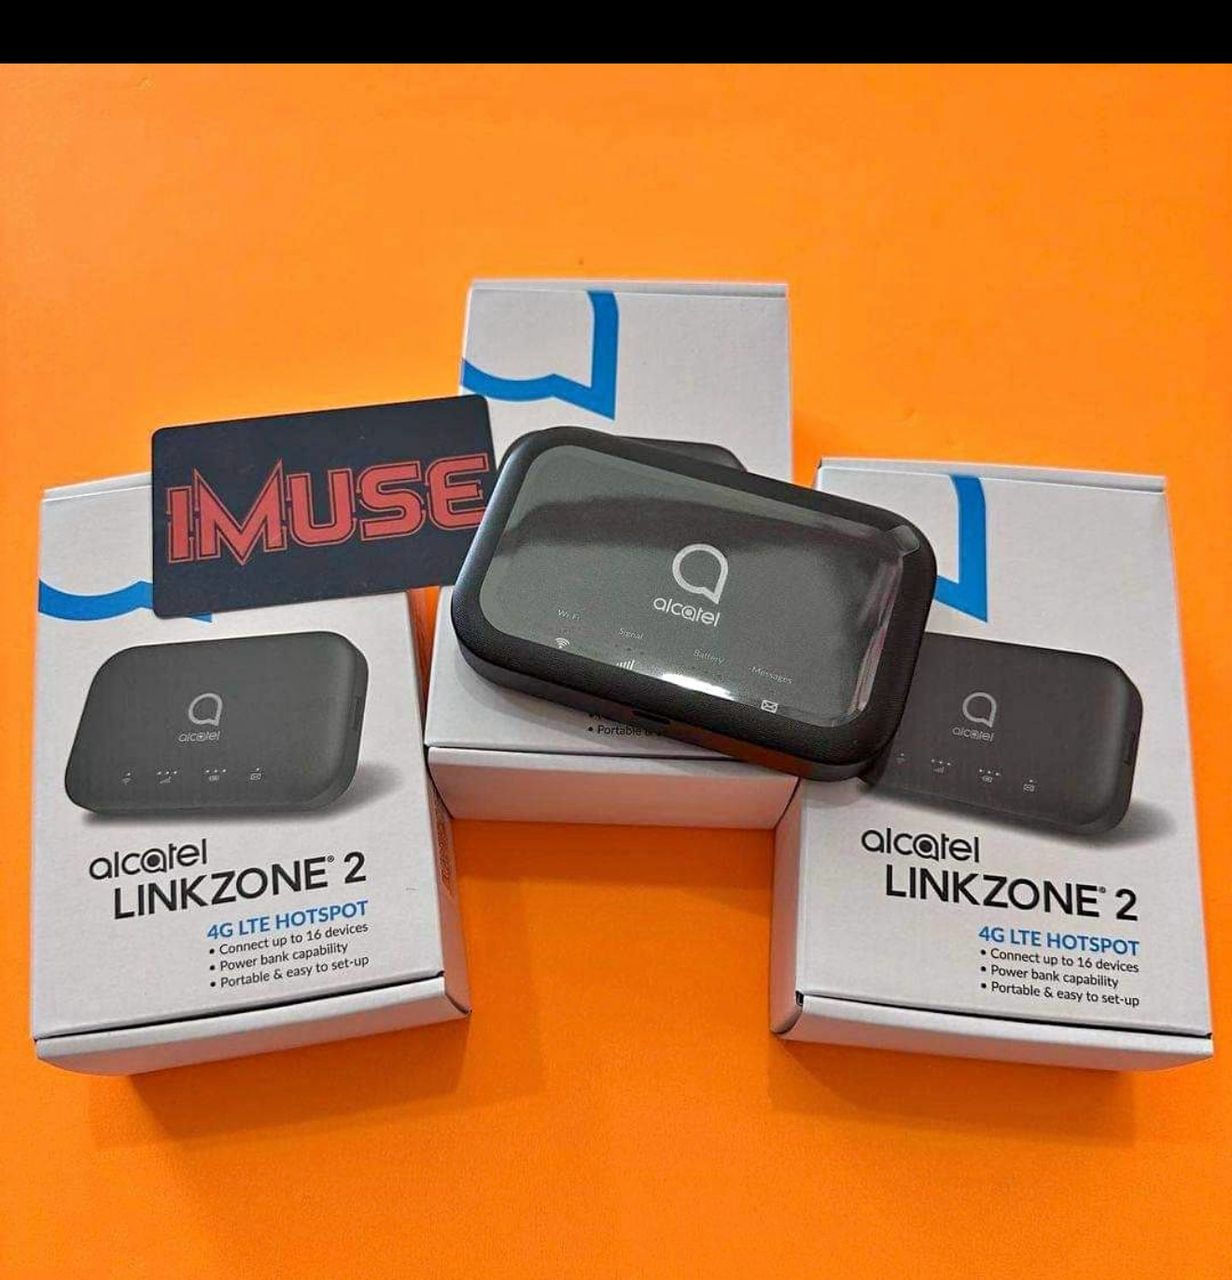 iMUSE
alcatel
Wi-Fi
Signal
Battery
Messages
• Portable &
alcatel
alcatel
LINKZONE® 2
4G LTE HOTSPOT
• Connect up to 16 devices
• Power bank capability
• Portable & easy to set-up
alcatel
alcatel
LINKZONE® 2
4G LTE HOTSPOT
• Connect up to 16 devices
• Power bank capability
• Portable & easy to set-up